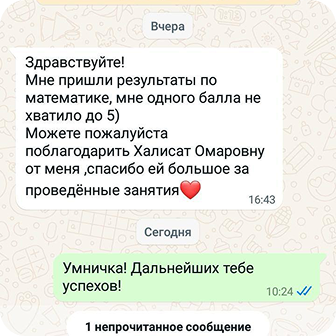 Вчера
Здравствуйте!
Мне пришли результаты по
математике, мне одного балла не
хватило до 5)
Можете пожалуйста
поблагодарить Халисат Омаровну
от меня ,спасибо ей большое за
проведённые занятия❤️
16:43
Сегодня
Умничка! Дальнейших тебе
успехов!
10:24
1 непрочитанное сообщение